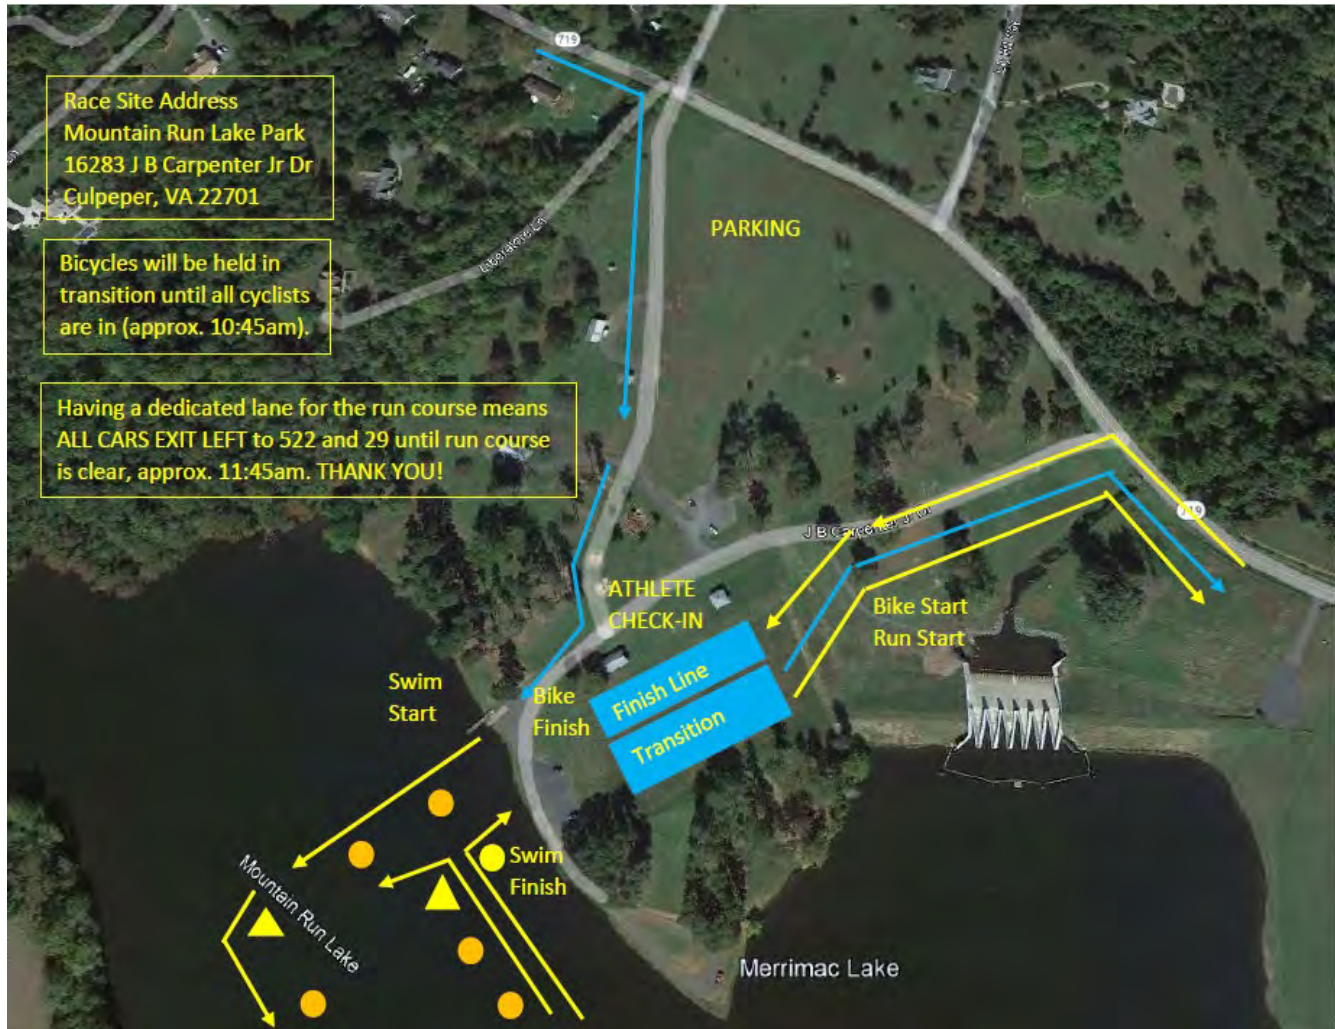 719
Race Site Address
Mountain Run Lake Park
16283 J B Carpenter Jr Dr
Culpeper, VA 22701
PARKING
Bicycles will be held in
transition until all cyclists
are in (approx. 10:45am).
Having a dedicated lane for the run course means
ALL CARS EXIT LEFT to 522 and 29 until run course
is clear, approx. 11:45am. THANK YOU!
719
J B Carpenter Jr Dr
ATHLETE
CHECK-IN
Bike Start
Run Start
Swim
Start
Bike
Finish
Finish Line
Transition
Swim
Finish
Mountain Run Lake
Merrimac Lake